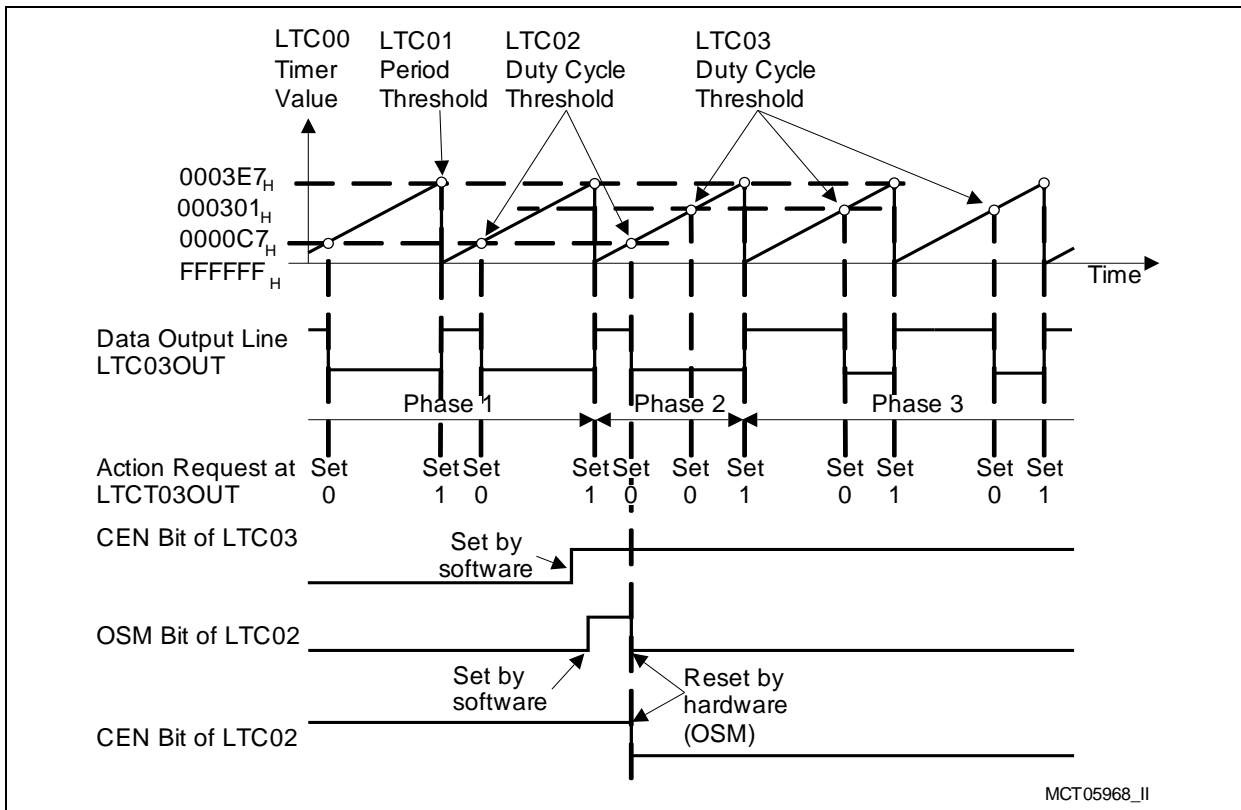 LTC00
Timer
Value
LTC01
Period
Threshold
LTC02
Duty Cycle
Threshold
LTC03
Duty Cycle
Threshold
0003E7H
000301H
0000C7H
FFFFFFH
Time
Data Output Line
LTC03OUT
Phase 1
Phase 2
Phase 3
Action Request at
LTCT03OUT
Set Set Set Set Set Set Set Set Set Set Set
0 1 0 1 0 0 1 0 1 0 1
CEN Bit of LTC03
Set by
software
OSM Bit of LTC02
Set by
software
Reset by
hardware
(OSM)
CEN Bit of LTC02
MCT05968_II